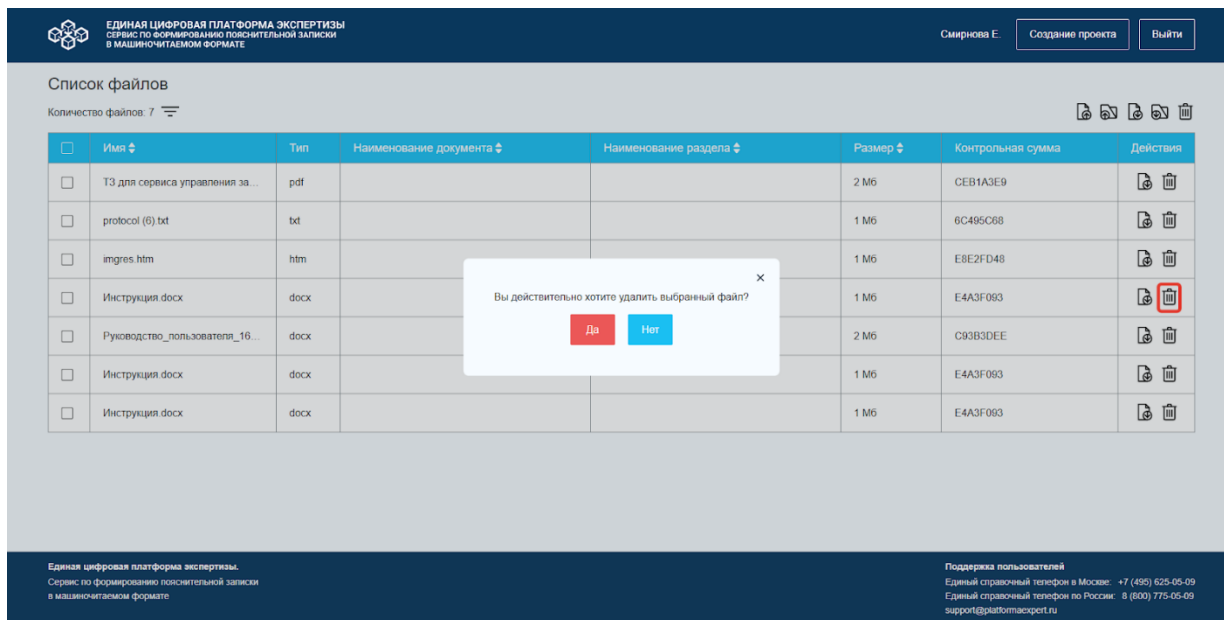 ЕДИНАЯ ЦИФРОВАЯ ПЛАТФОРМА ЭКСПЕРТИЗЫ
СЕРВИС ПО ФОРМИРОВАНИЮ ПОЯСНИТЕЛЬНОЙ ЗАПИСКИ
В МАШИНОЧИТАЕМОМ ФОРМАТЕ
Смирнова Е. Создание проекта Выйти
Список файлов
Количество файлов: 7
Имя Тип Наименование документа Наименование раздела Размер Контрольная сумма Действия
ТЗ для сервиса управления за... pdf 2 Мб CEB1A3E9
protocol (6).txt txt 1 Мб 6C495C68
imgres.htm htm 1 Мб E8E2FD48
Инструкция.docx docx 1 Мб E4A3F093
Руководство_пользователя_16... docx 2 Мб C93B3DEE
Инструкция.docx docx 1 Мб E4A3F093
Инструкция.docx docx 1 Мб E4A3F093
Вы действительно хотите удалить выбранный файл?
Да Нет
Единая цифровая платформа экспертизы.
Сервис по формированию пояснительной записки
в машиночитаемом формате
Поддержка пользователей
Единый справочный телефон в Москве: +7 (495) 625-05-09
Единый справочный телефон по России: 8 (800) 775-05-09
support@platformaexpert.ru